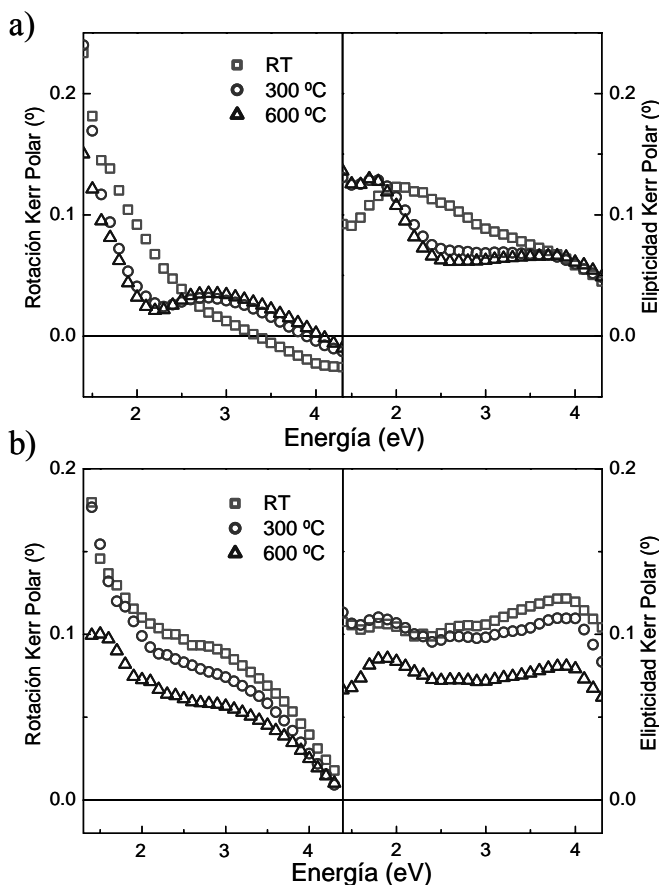 a)
Rotación Kerr Polar (º)
0.2
0.1
0.0
RT
300 ºC
600 ºC
0.2
0.1
0.0
Elipticidad Kerr Polar (º)
2 3 4 2 3 4
Energía (eV)
b)
Rotación Kerr Polar (º)
0.2
0.1
0.0
RT
300 ºC
600 ºC
0.2
0.1
0.0
Elipticidad Kerr Polar (º)
2 3 4 2 3 4
Energía (eV)